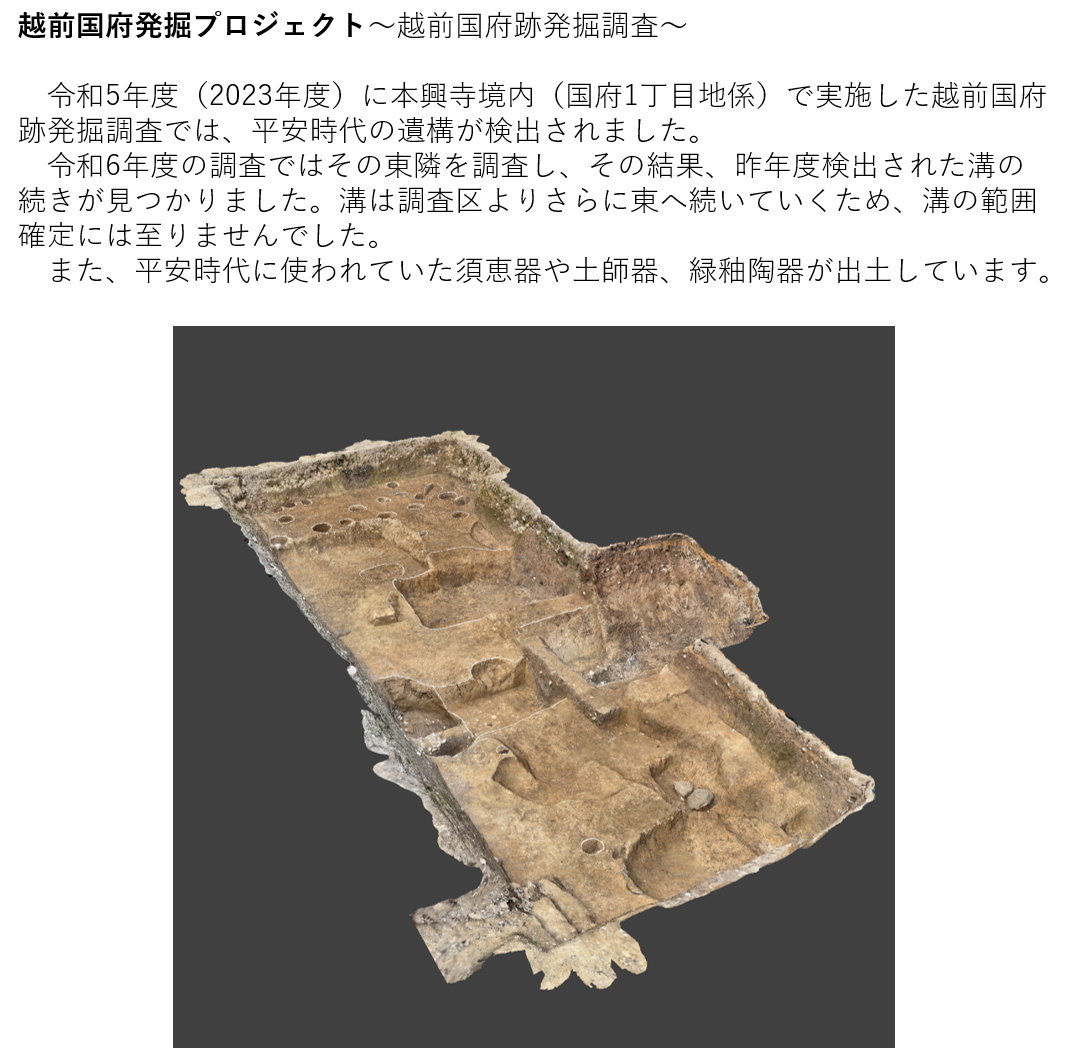 越前国府発掘プロジェクト～越前国府跡発掘調査～
　令和5年度（2023年度）に本興寺境内（国府1丁目地係）で実施した越前国府
跡発掘調査では、平安時代の遺構が検出されました。
　令和6年度の調査ではその東隣を調査し、その結果、昨年度検出された溝の
続きが見つかりました。溝は調査区よりさらに東へ続いていくため、溝の範囲
確定には至りませんでした。
　また、平安時代に使われていた須恵器や土師器、緑釉陶器が出土しています。